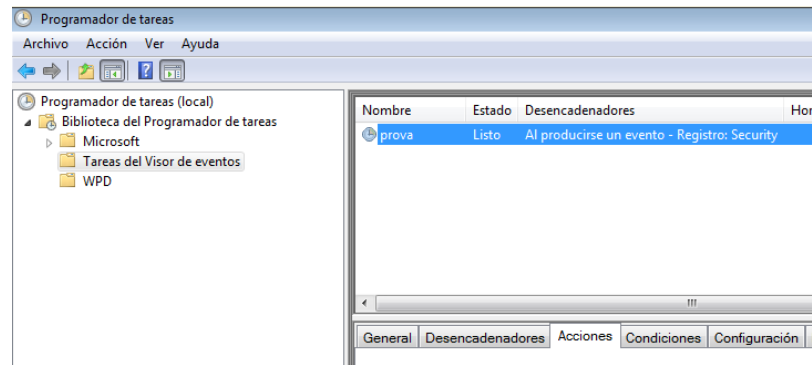 Programador de tareas
Archivo Acción Ver Ayuda
Programador de tareas (local)
Biblioteca del Programador de tareas
Microsoft
Tareas del Visor de eventos
WPD
Nombre Estado Desencadenadores Hor
prova Listo Al producirse un evento - Registro: Security
General Desencadenadores Acciones Condiciones Configuración